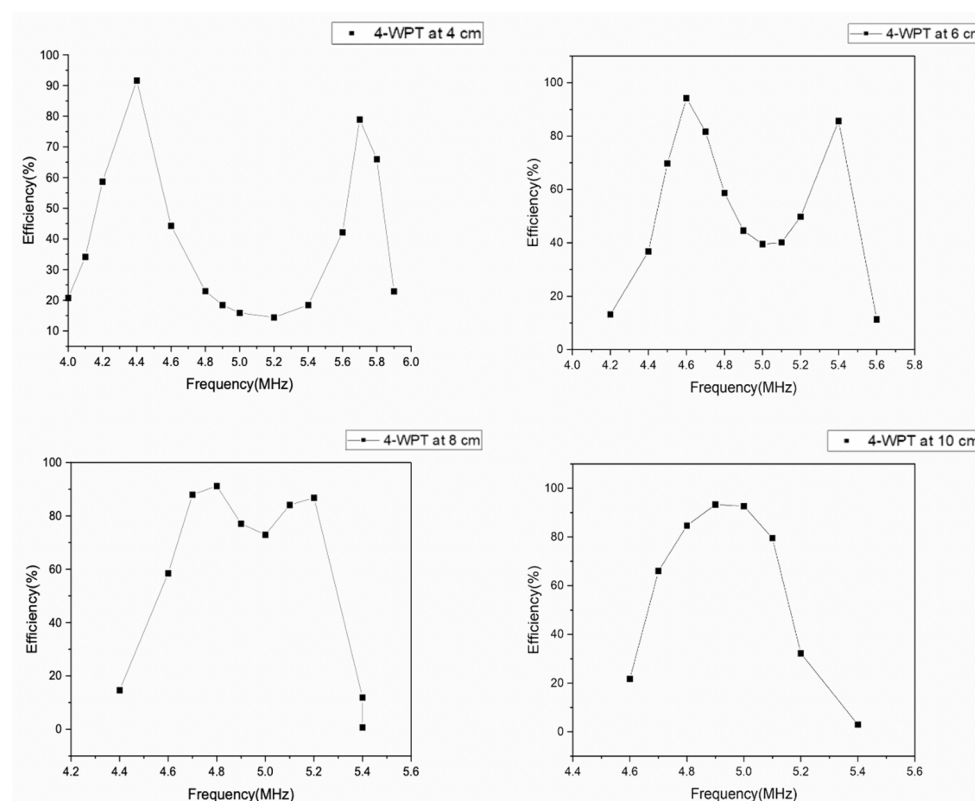 4-WPT at 4 cm
100
90
80
70
60
50
40
30
20
10
Efficiency(%)
4.0 4.2 4.4 4.6 4.8 5.0 5.2 5.4 5.6 5.8 6.0
Frequency(MHz)
4-WPT at 6 cm
100
80
60
40
20
0
Efficiency(%)
4.0 4.2 4.4 4.6 4.8 5.0 5.2 5.4 5.6 5.8
Frequency(MHz)
4-WPT at 8 cm
100
80
60
40
20
0
Efficiency(%)
4.2 4.4 4.6 4.8 5.0 5.2 5.4 5.6
Frequency(MHz)
4-WPT at 10 cm
100
80
60
40
20
0
Efficiency(%)
4.4 4.6 4.8 5.0 5.2 5.4 5.6
Frequency(MHz)